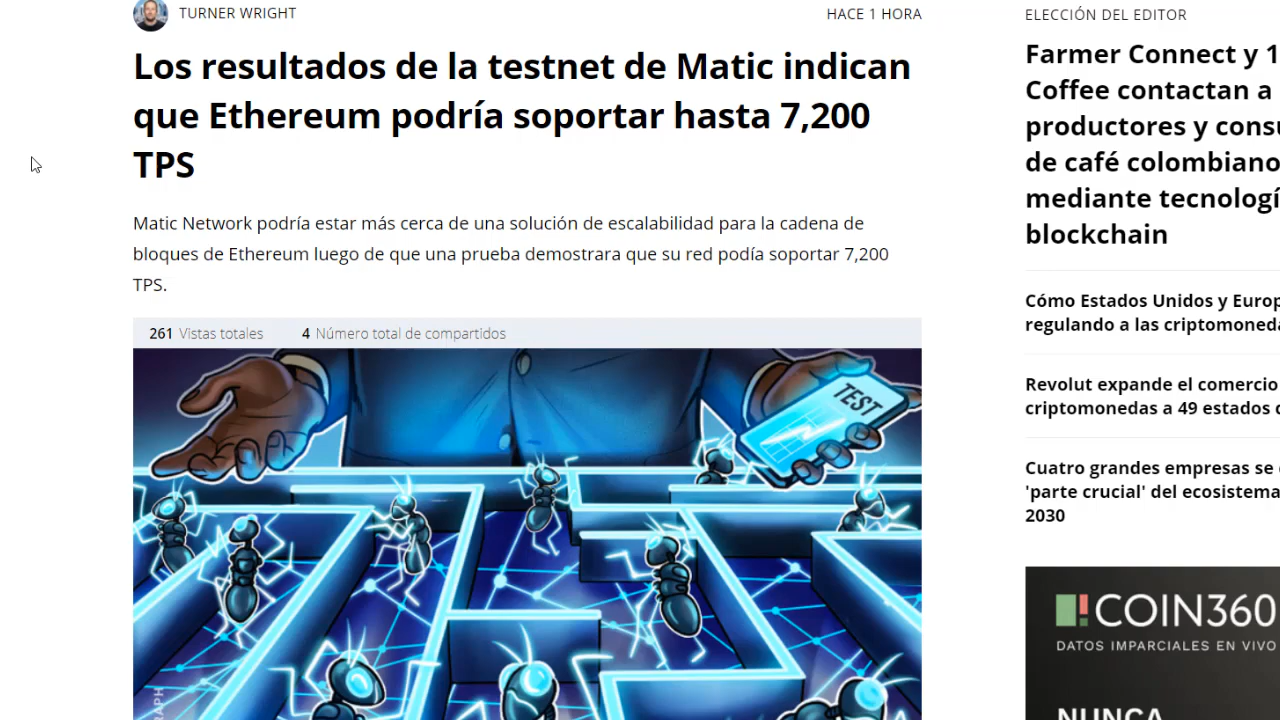 TURNER WRIGHT
HACE 1 HORA
Los resultados de la testnet de Matic indican
que Ethereum podría soportar hasta 7,200
TPS
Matic Network podría estar más cerca de una solución de escalabilidad para la cadena de
bloques de Ethereum luego de que una prueba demostrara que su red podía soportar 7,200
TPS.
261 Vistas totales
4 Número total de compartidos
TEST
ELECCIÓN DEL EDITOR
Farmer Connect y 1
Coffee contactan a
productores y consu
de café colombiano
mediante tecnologí
blockchain
Cómo Estados Unidos y Europ
regulando a las criptomoneda
Revolut expande el comercio
criptomonedas a 49 estados
Cuatro grandes empresas se
'parte crucial' del ecosistema
2030
COIN360
DATOS IMPARCIALES EN VIVO
NUNCA